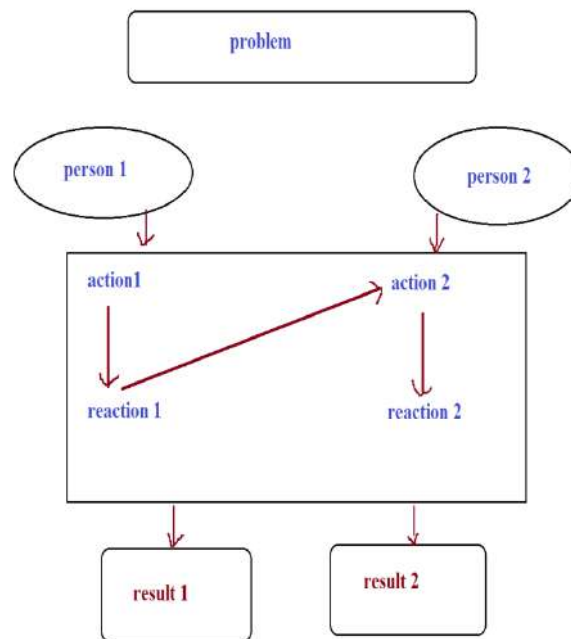 problem
person 1
person 2
action1
action 2
reaction 1
reaction 2
result 1
result 2